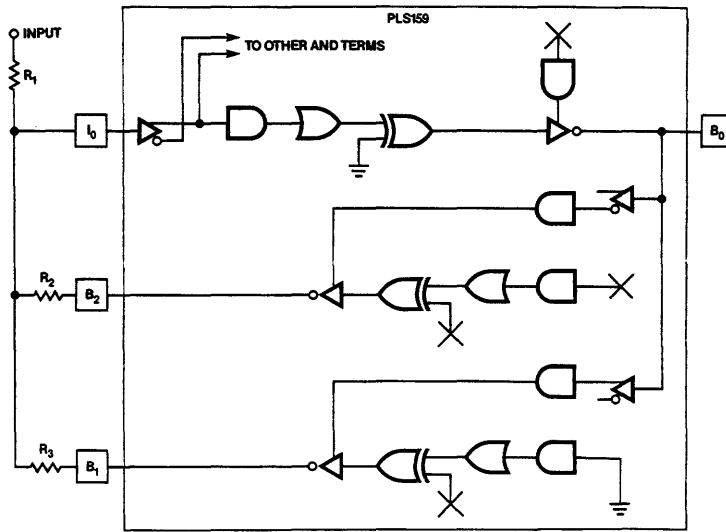 PLS159
INPUT
R1
TO OTHER AND TERMS
I0
B0
R2
B2
R3
B1